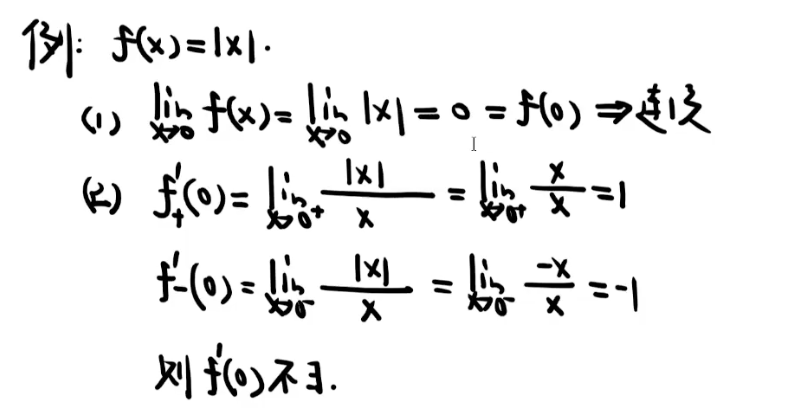 例: f(x)=|x|.
(1) lim_{x→0} f(x) = lim_{x→0} |x| = 0 = f(0) ⇒ 连续
(2) f'₊(0) = lim_{x→0⁺} |x|/x = lim_{x→0⁺} x/x = 1
f'₋(0) = lim_{x→0⁻} |x|/x = lim_{x→0⁻} -x/x = -1
则 f'(0) 不∃.